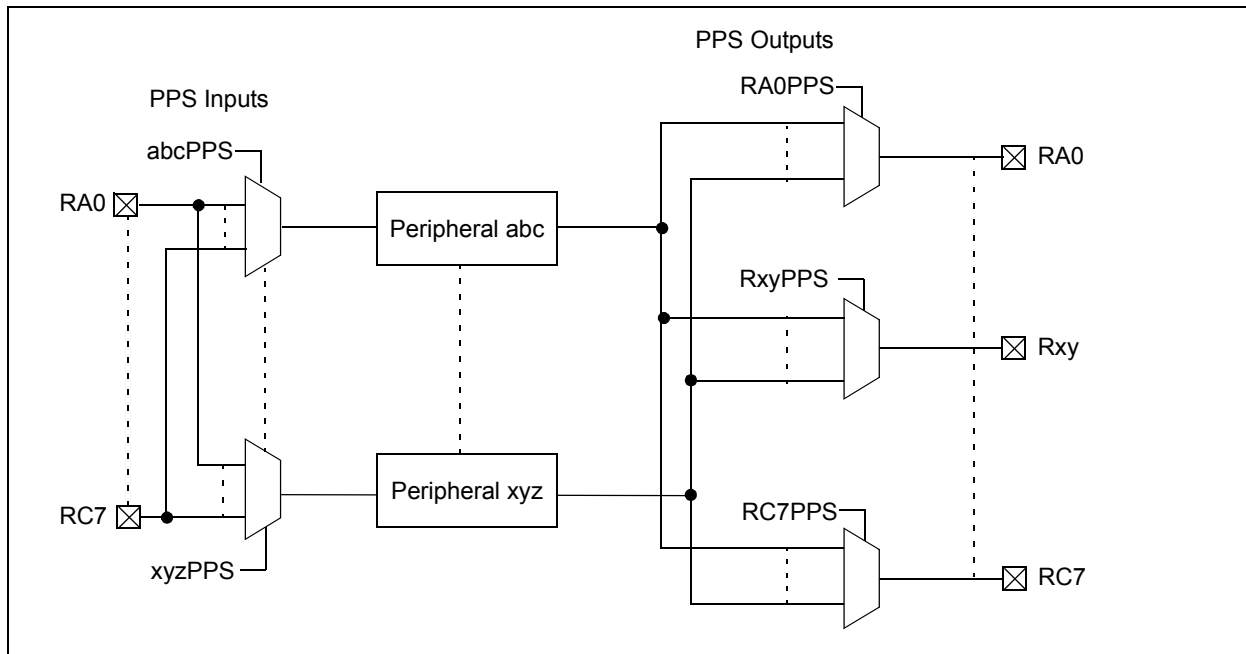 PPS Outputs
RA0PPS
PPS Inputs
abcPPS
RA0
RA0
Peripheral abc
RxyPPS
Rxy
Peripheral xyz
RC7
RC7PPS
xyzPPS
RC7